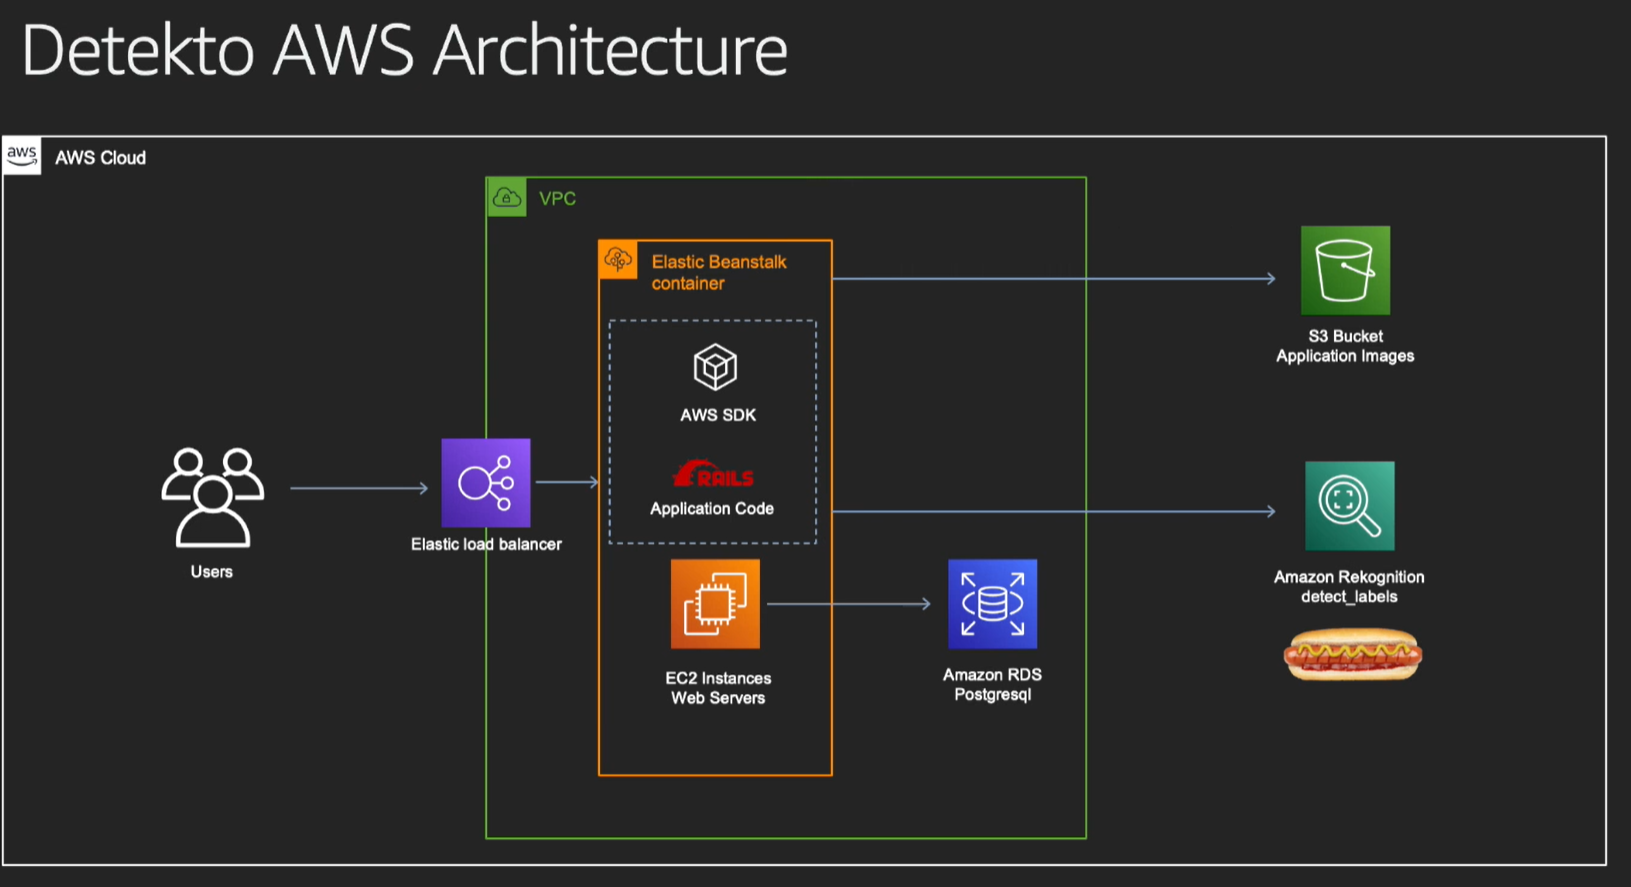 Detekto AWS Architecture
aws
AWS Cloud
VPC
Elastic Beanstalk
container
AWS SDK
RAILS
Application Code
Users
Elastic load balancer
EC2 Instances
Web Servers
Amazon RDS
Postgresql
S3 Bucket
Application Images
Amazon Rekognition
detect_labels